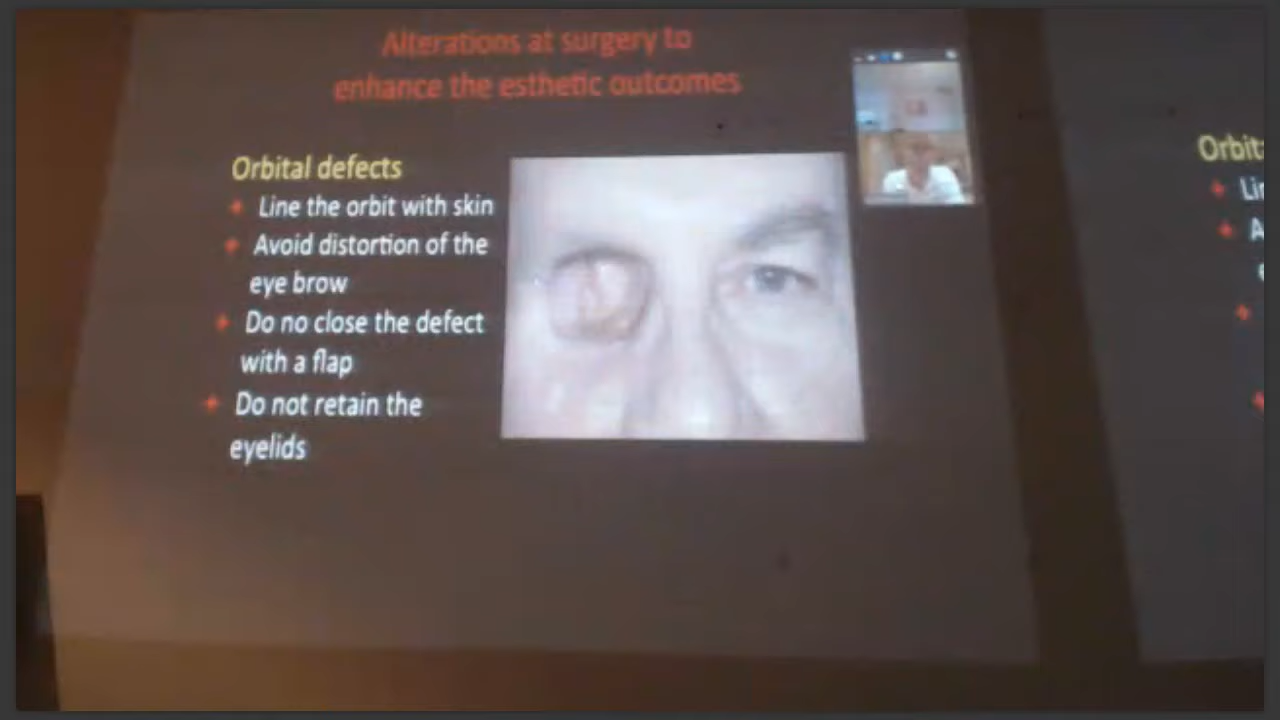 Alterations at surgery to
enhance the esthetic outcomes
Orbital defects
Line the orbit with skin
Avoid distortion of the
eye brow
Do no close the defect
with a flap
Do not retain the
eyelids
Orbit
Li
A